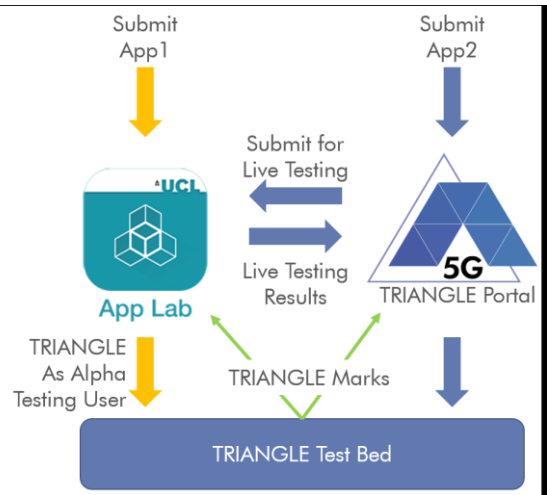 Submit
App1
Submit
App2
Submit for
Live Testing
UCL
Live Testing
Results
5G
App Lab
TRIANGLE Portal
TRIANGLE
As Alpha
Testing User
TRIANGLE Marks
TRIANGLE Test Bed